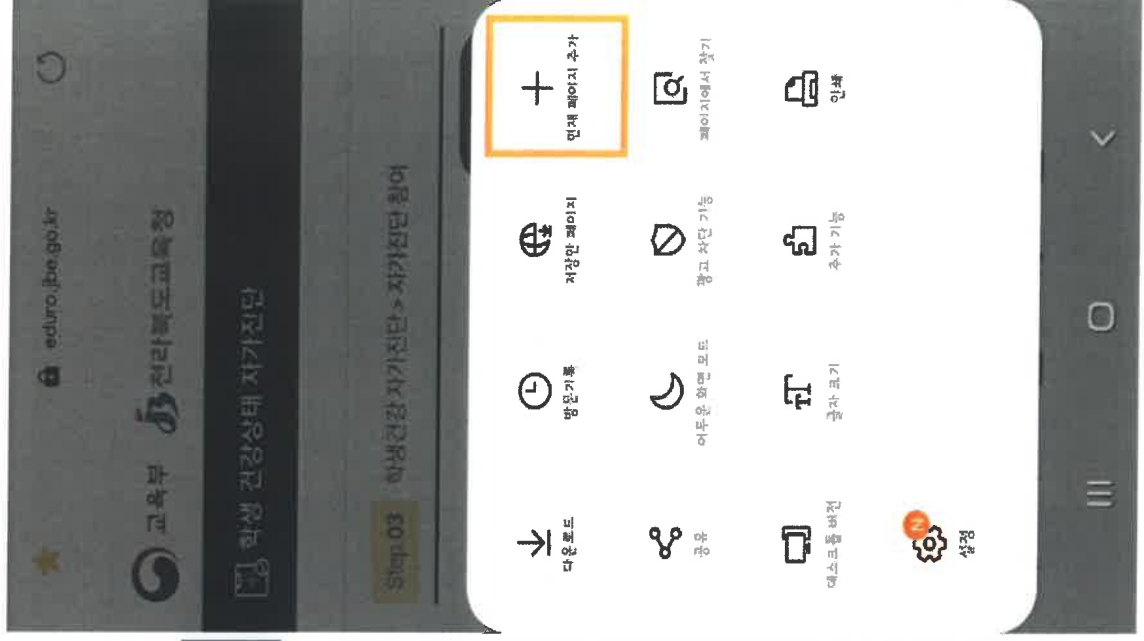 eduro.jbe.go.kr
교육부 전라북도교육청
학생 건강상태 자가진단
Step 03 학생건강 자가진단 > 자가진단 참여
다운로드 방문기록 저장한 페이지 현재 페이지 추가
공유 어두운 화면 모드 광고 차단 기능 페이지에서 찾기
데스크톱 버전 글자 크기 추가 기능 인쇄
N
설정